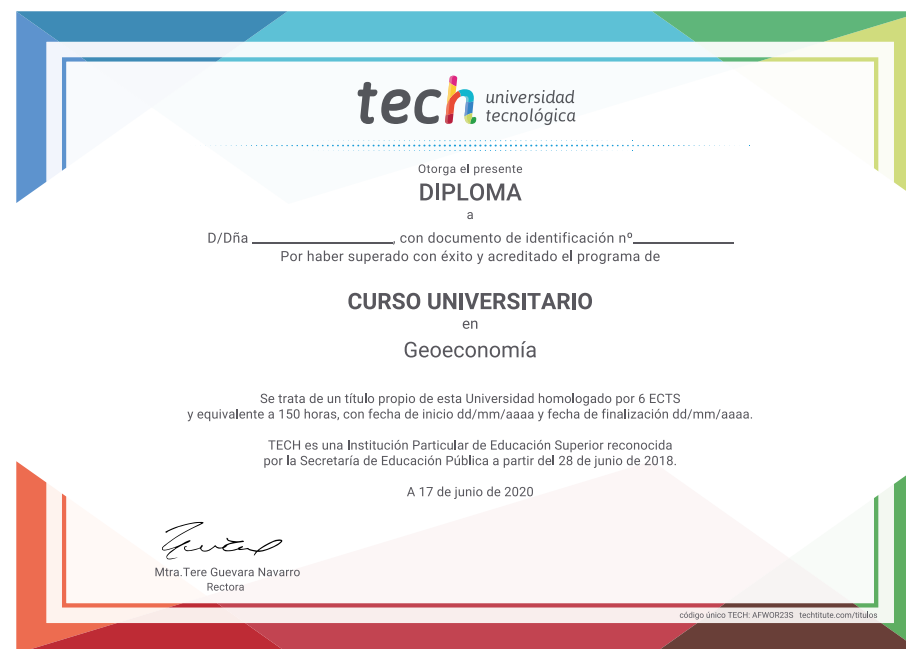 tech universidad
tecnológica
Otorga el presente
DIPLOMA
a
D/Dña ____________________, con documento de identificación nº______________
Por haber superado con éxito y acreditado el programa de
CURSO UNIVERSITARIO
en
Geoeconomía
Se trata de un título propio de esta Universidad homologado por 6 ECTS
y equivalente a 150 horas, con fecha de inicio dd/mm/aaaa y fecha de finalización dd/mm/aaaa.
TECH es una Institución Particular de Educación Superior reconocida
por la Secretaría de Educación Pública a partir del 28 de junio de 2018.
A 17 de junio de 2020
Mtra.Tere Guevara Navarro
Rectora
código único TECH: AFWOR23S techtitute.com/titulos